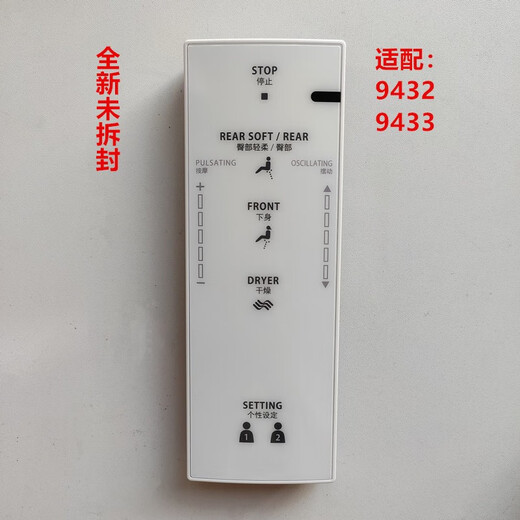 全新未拆封
适配：
9432
9433
STOP
停止
REAR SOFT / REAR
臀部轻柔 / 臀部
PULSATING
按摩
OSCILLATING
摆动
+
−
FRONT
下身
DRYER
干燥
SETTING
个性设定
1
2